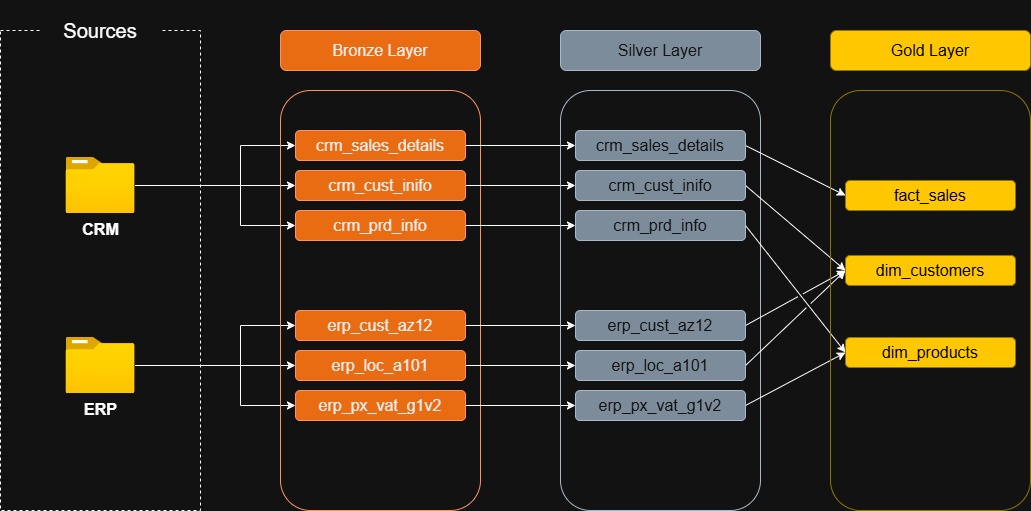 Sources
Bronze Layer
Silver Layer
Gold Layer
CRM
crm_sales_details
crm_cust_inifo
crm_prd_info
crm_sales_details
crm_cust_inifo
crm_prd_info
fact_sales
dim_customers
dim_products
ERP
erp_cust_az12
erp_loc_a101
erp_px_vat_g1v2
erp_cust_az12
erp_loc_a101
erp_px_vat_g1v2